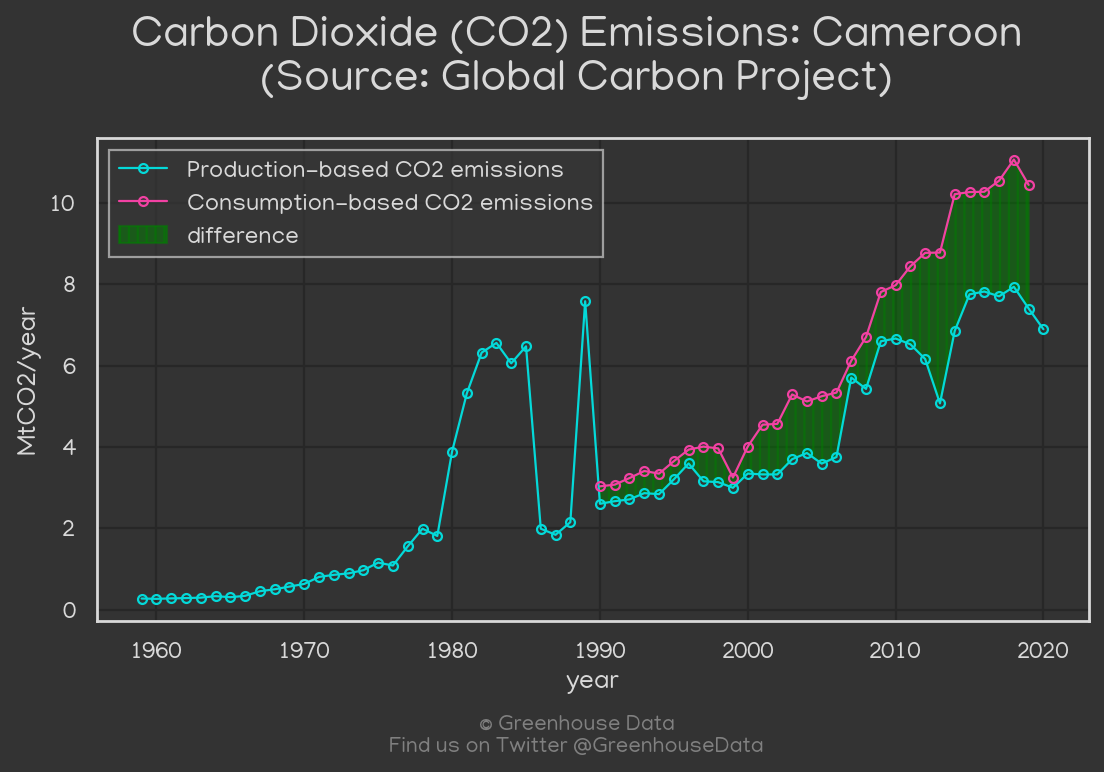 Carbon Dioxide (CO2) Emissions: Cameroon
(Source: Global Carbon Project)
Production-based CO2 emissions
Consumption-based CO2 emissions
difference
MtCO2/year
10
8
6
4
2
0
1960 1970 1980 1990 2000 2010 2020
year
© Greenhouse Data
Find us on Twitter @GreenhouseData